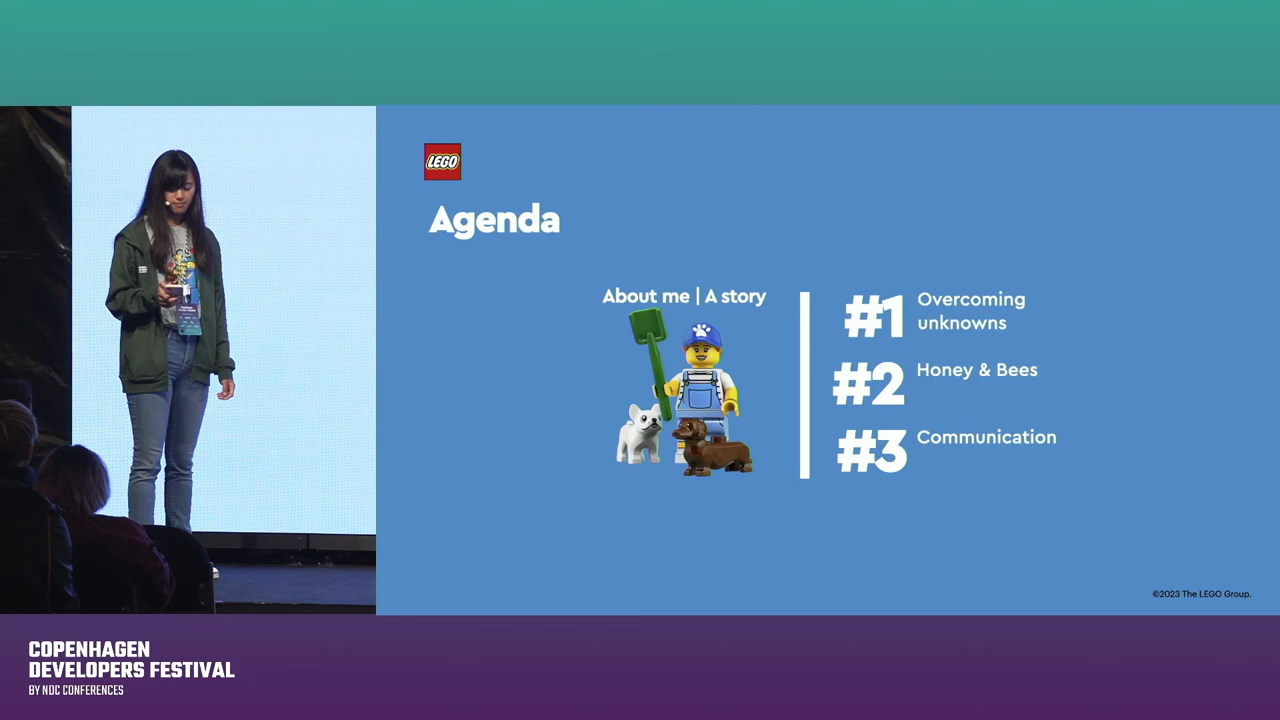 LEGO
Agenda
About me | A story
#1 Overcoming
unknowns
#2 Honey & Bees
#3 Communication
©2023 The LEGO Group.
COPENHAGEN
DEVELOPERS FESTIVAL
BY NDC CONFERENCES